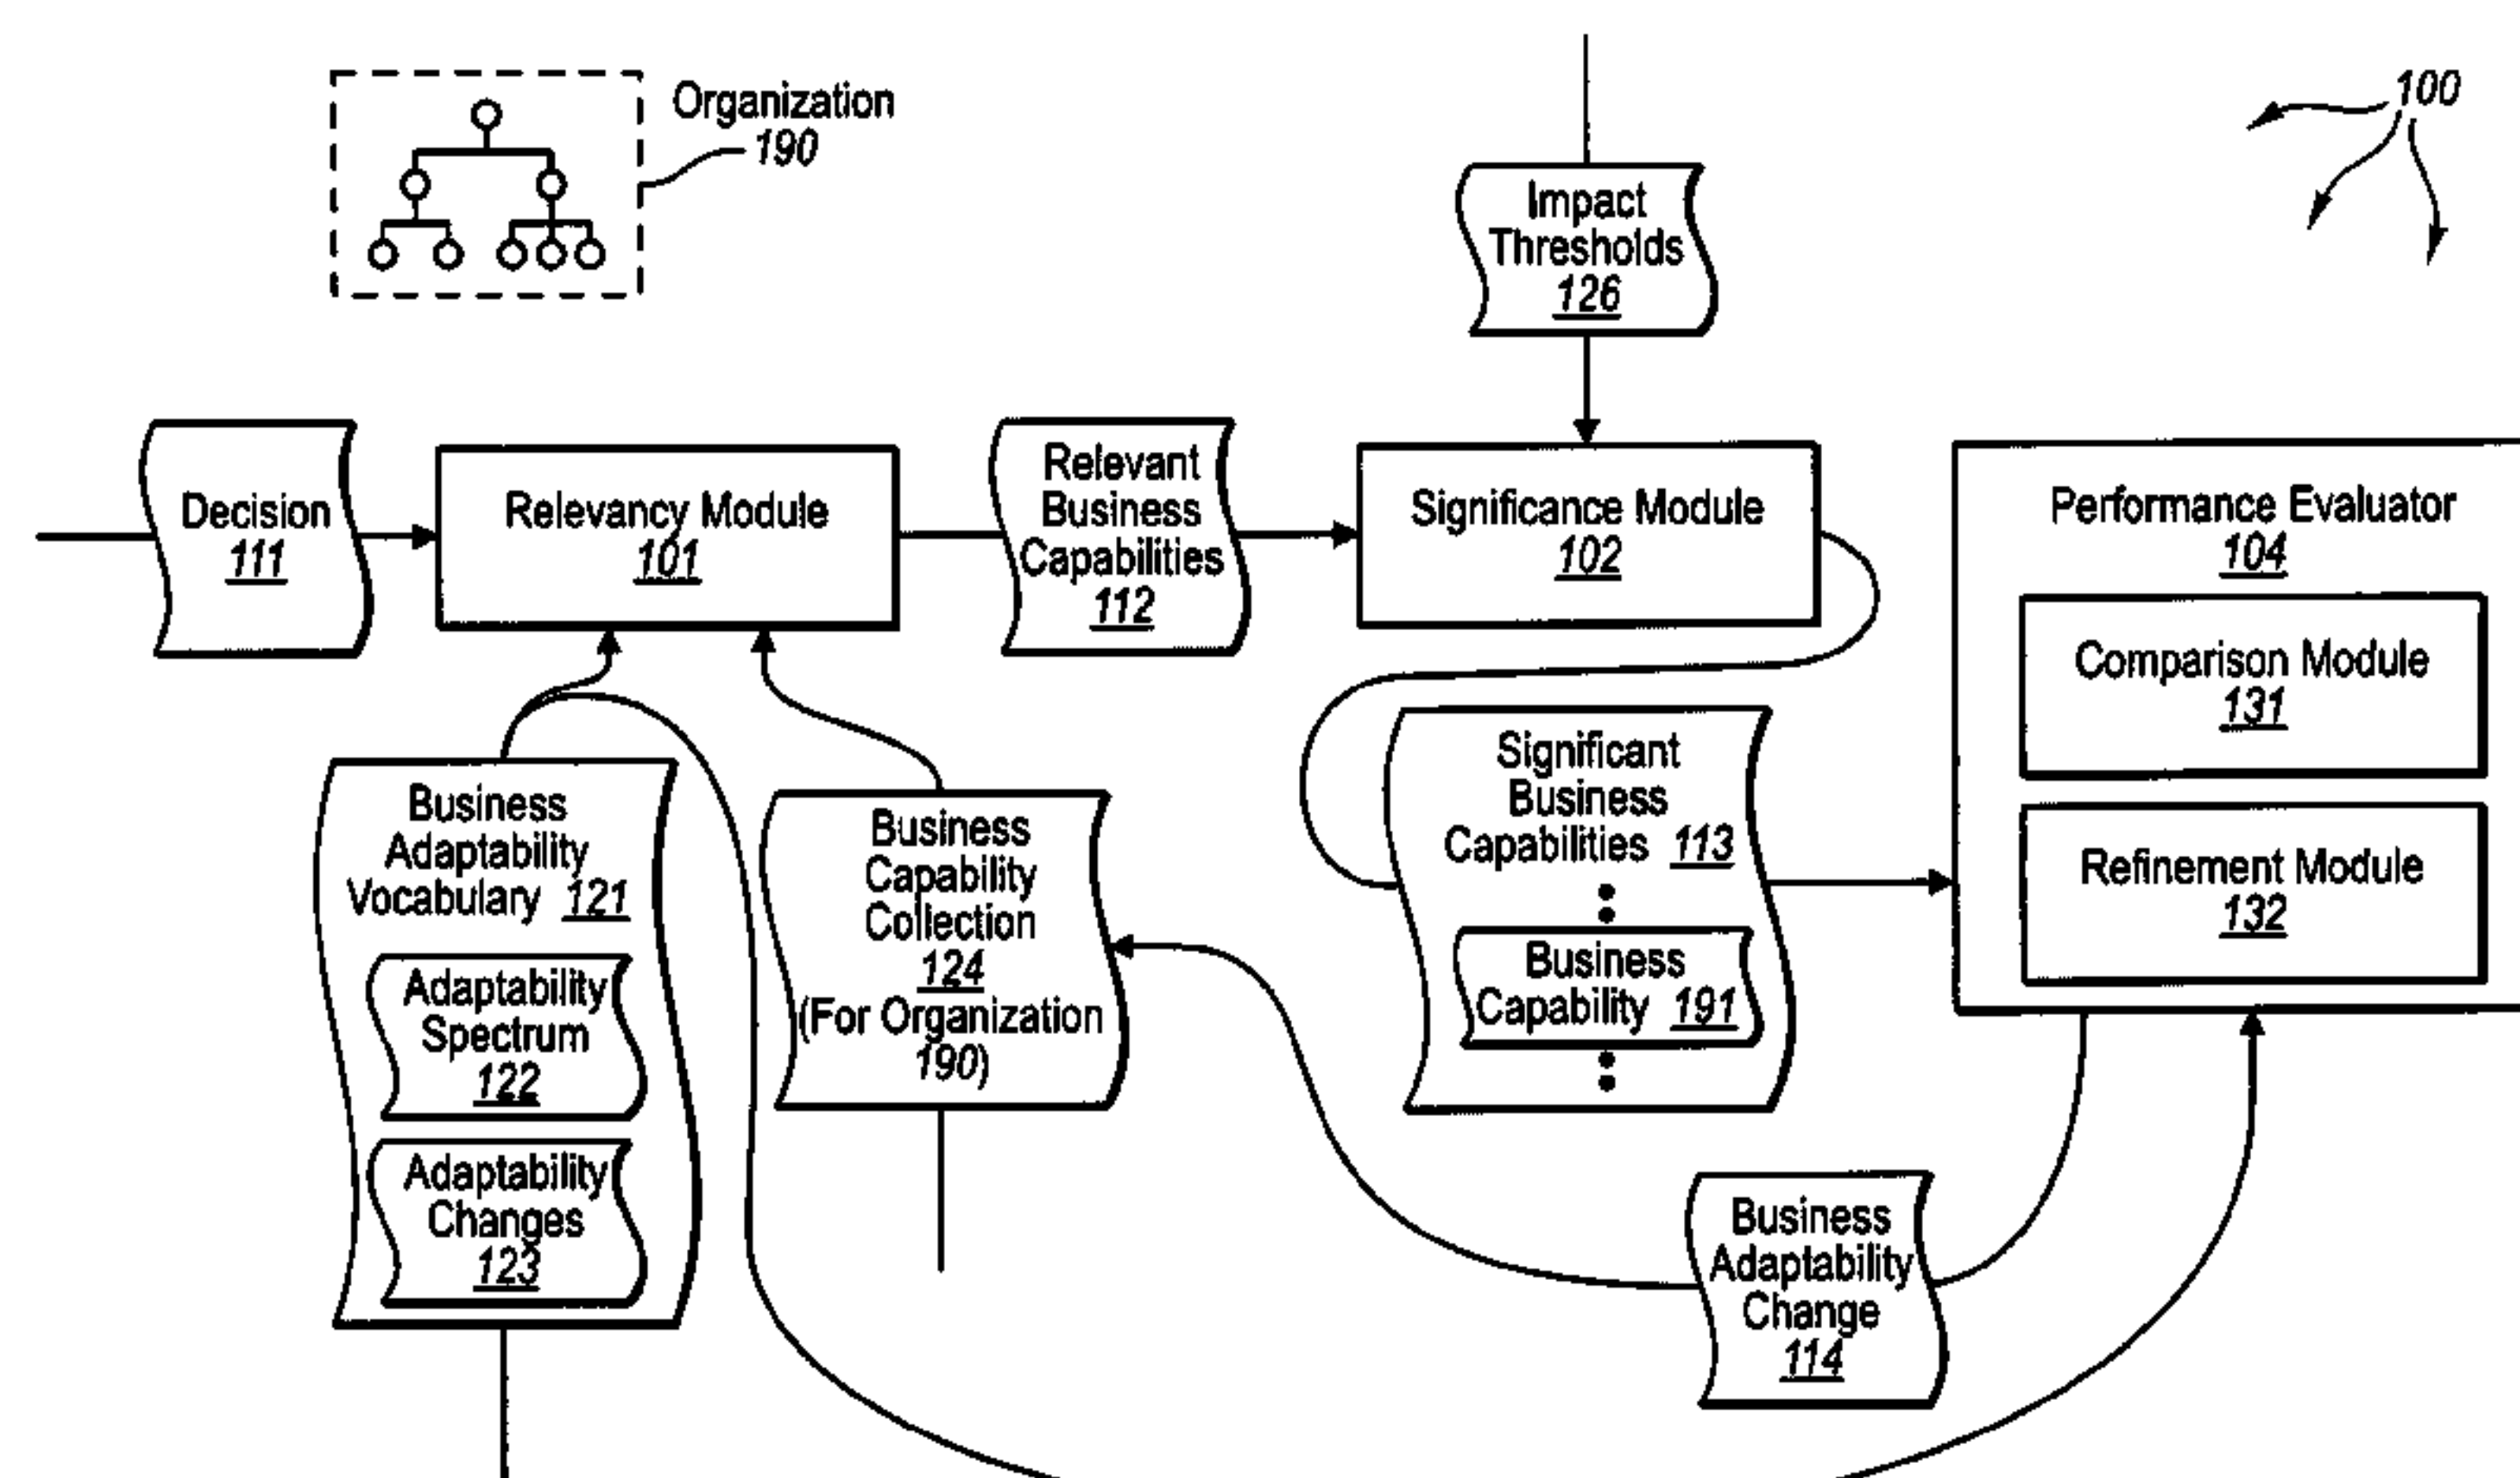 Organization
190
100
Impact
Thresholds
126
Decision
111
Relevancy Module
101
Relevant
Business
Capabilities
112
Significance Module
102
Performance Evaluator
104
Comparison Module
131
Refinement Module
132
Business
Adaptability
Vocabulary 121
Adaptability
Spectrum
122
Adaptability
Changes
123
Business
Capability
Collection
124
(For Organization
190)
Significant
Business
Capabilities 113
Business
Capability 191
Business
Adaptability
Change
114